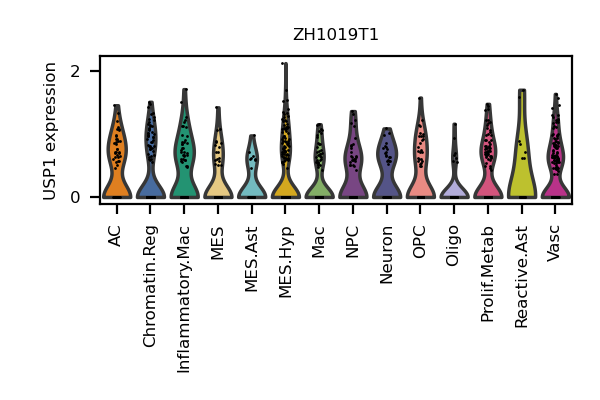 ZH1019T1
USP1 expression
2
0
AC
Chromatin.Reg
Inflammatory.Mac
MES
MES.Ast
MES.Hyp
Mac
NPC
Neuron
OPC
Oligo
Prolif.Metab
Reactive.Ast
Vasc